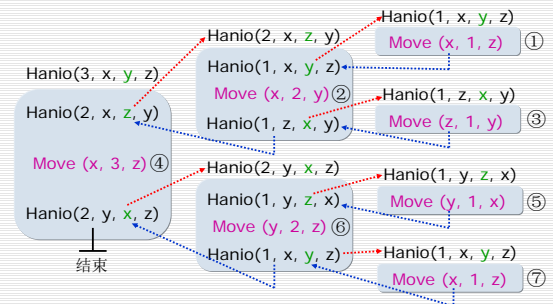 Hanio(3, x, y, z)
Hanio(2, x, z, y)
Move (x, 3, z)④
Hanio(2, y, x, z)
结束
Hanio(2, x, z, y)
Hanio(1, x, y, z)
Move (x, 2, y)②
Hanio(1, z, x, y)
Hanio(2, y, x, z)
Hanio(1, y, z, x)
Move (y, 2, z)⑥
Hanio(1, x, y, z)
Hanio(1, x, y, z)
Move (x, 1, z)①
Hanio(1, z, x, y)
Move (z, 1, y)③
Hanio(1, y, z, x)
Move (y, 1, x)⑤
Hanio(1, x, y, z)
Move (x, 1, z)⑦